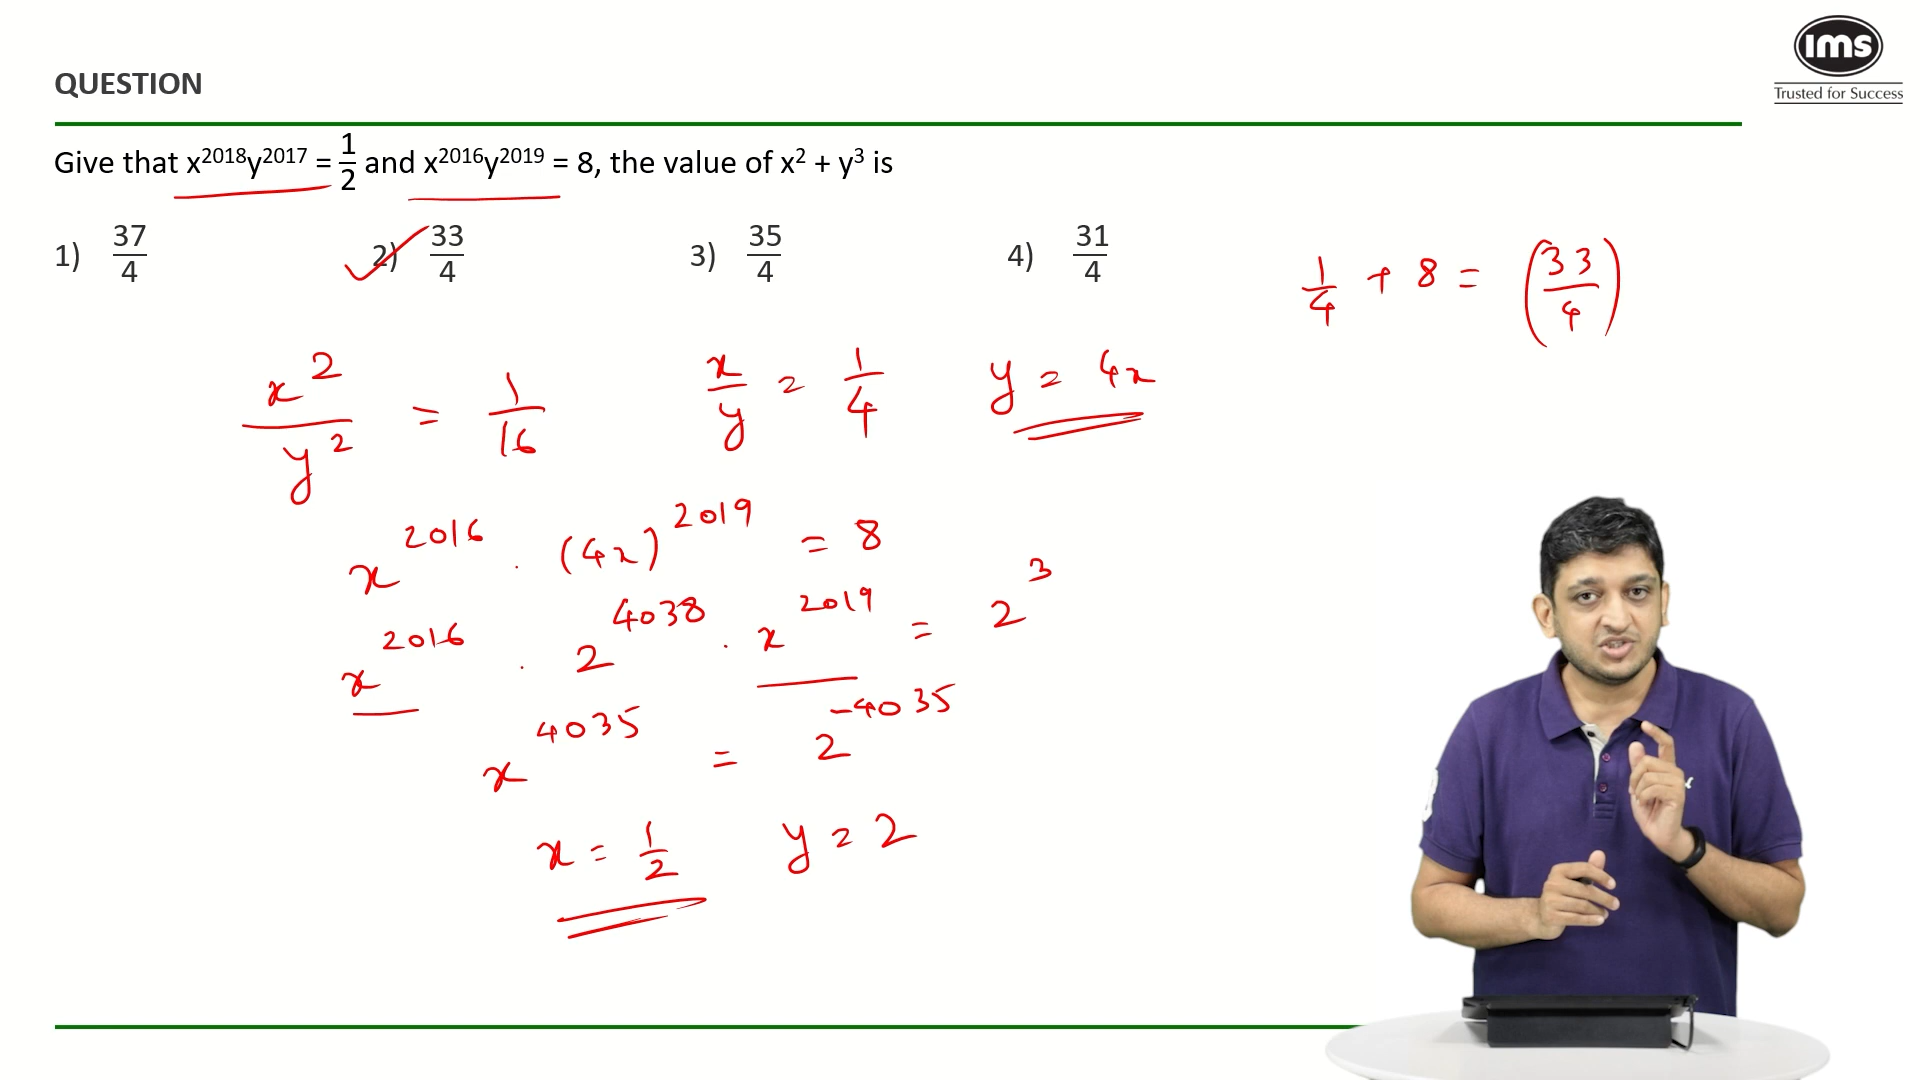 ims
Trusted for Success
QUESTION
Give that x²⁰¹⁸y²⁰¹⁷ = 1/2 and x²⁰¹⁶y²⁰¹⁹ = 8, the value of x² + y³ is
1) 37/4 2) 33/4 3) 35/4 4) 31/4
1/4 + 8 = (33/4)
x²/y² = 1/16 x/y = 1/4 y = 4x
x²⁰¹⁶ . (4x)²⁰¹⁹ = 8
x²⁰¹⁶ . 2⁴⁰³⁸ . x²⁰¹⁹ = 2³
x⁴⁰³⁵ = 2⁻⁴⁰³⁵
x = 1/2 y = 2